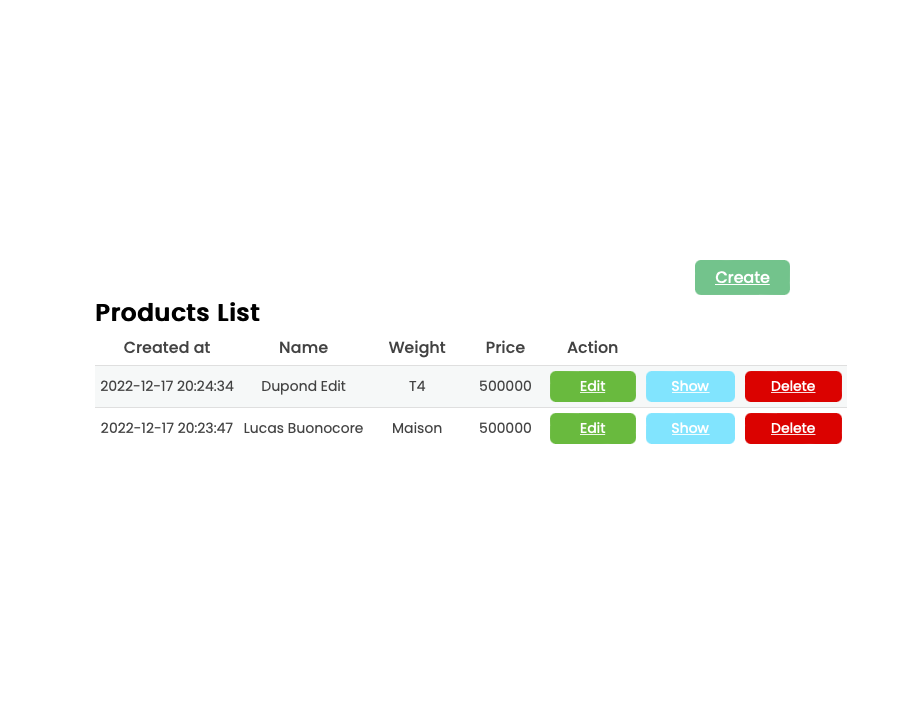 Create
Products List
Created at Name Weight Price Action
2022-12-17 20:24:34 Dupond Edit T4 500000 Edit Show Delete
2022-12-17 20:23:47 Lucas Buonocore Maison 500000 Edit Show Delete